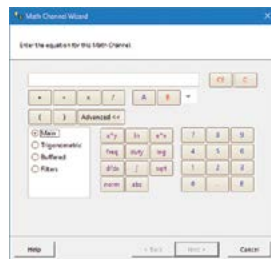 Math Channel Wizard
Enter the equation for this Math Channel.
CE C
+ - x / A B
( ) Advanced <<
Main
Trigonometric
Buffered
Filters
x^y ln e^x 7 8 9
freq duty log 4 5 6
d/dx ∫ sqrt 1 2 3
norm abs 0 . E
Help < Back Next > Cancel